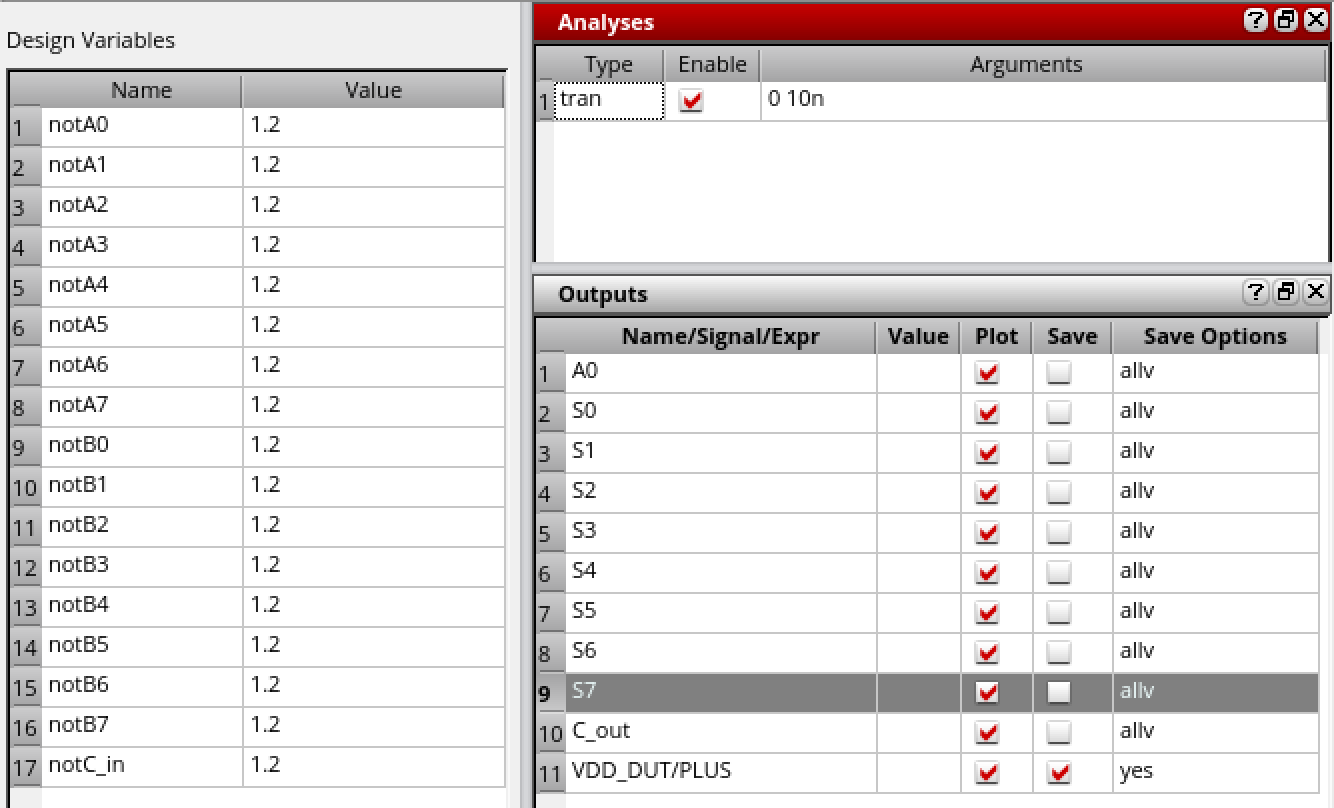 Design Variables
Name Value
1 notA0 1.2
2 notA1 1.2
3 notA2 1.2
4 notA3 1.2
5 notA4 1.2
6 notA5 1.2
7 notA6 1.2
8 notA7 1.2
9 notB0 1.2
10 notB1 1.2
11 notB2 1.2
12 notB3 1.2
13 notB4 1.2
14 notB5 1.2
15 notB6 1.2
16 notB7 1.2
17 notC_in 1.2
Analyses
Type Enable Arguments
1 tran 0 10n
Outputs
Name/Signal/Expr Value Plot Save Save Options
1 A0 allv
2 S0 allv
3 S1 allv
4 S2 allv
5 S3 allv
6 S4 allv
7 S5 allv
8 S6 allv
9 S7 allv
10 C_out allv
11 VDD_DUT/PLUS yes